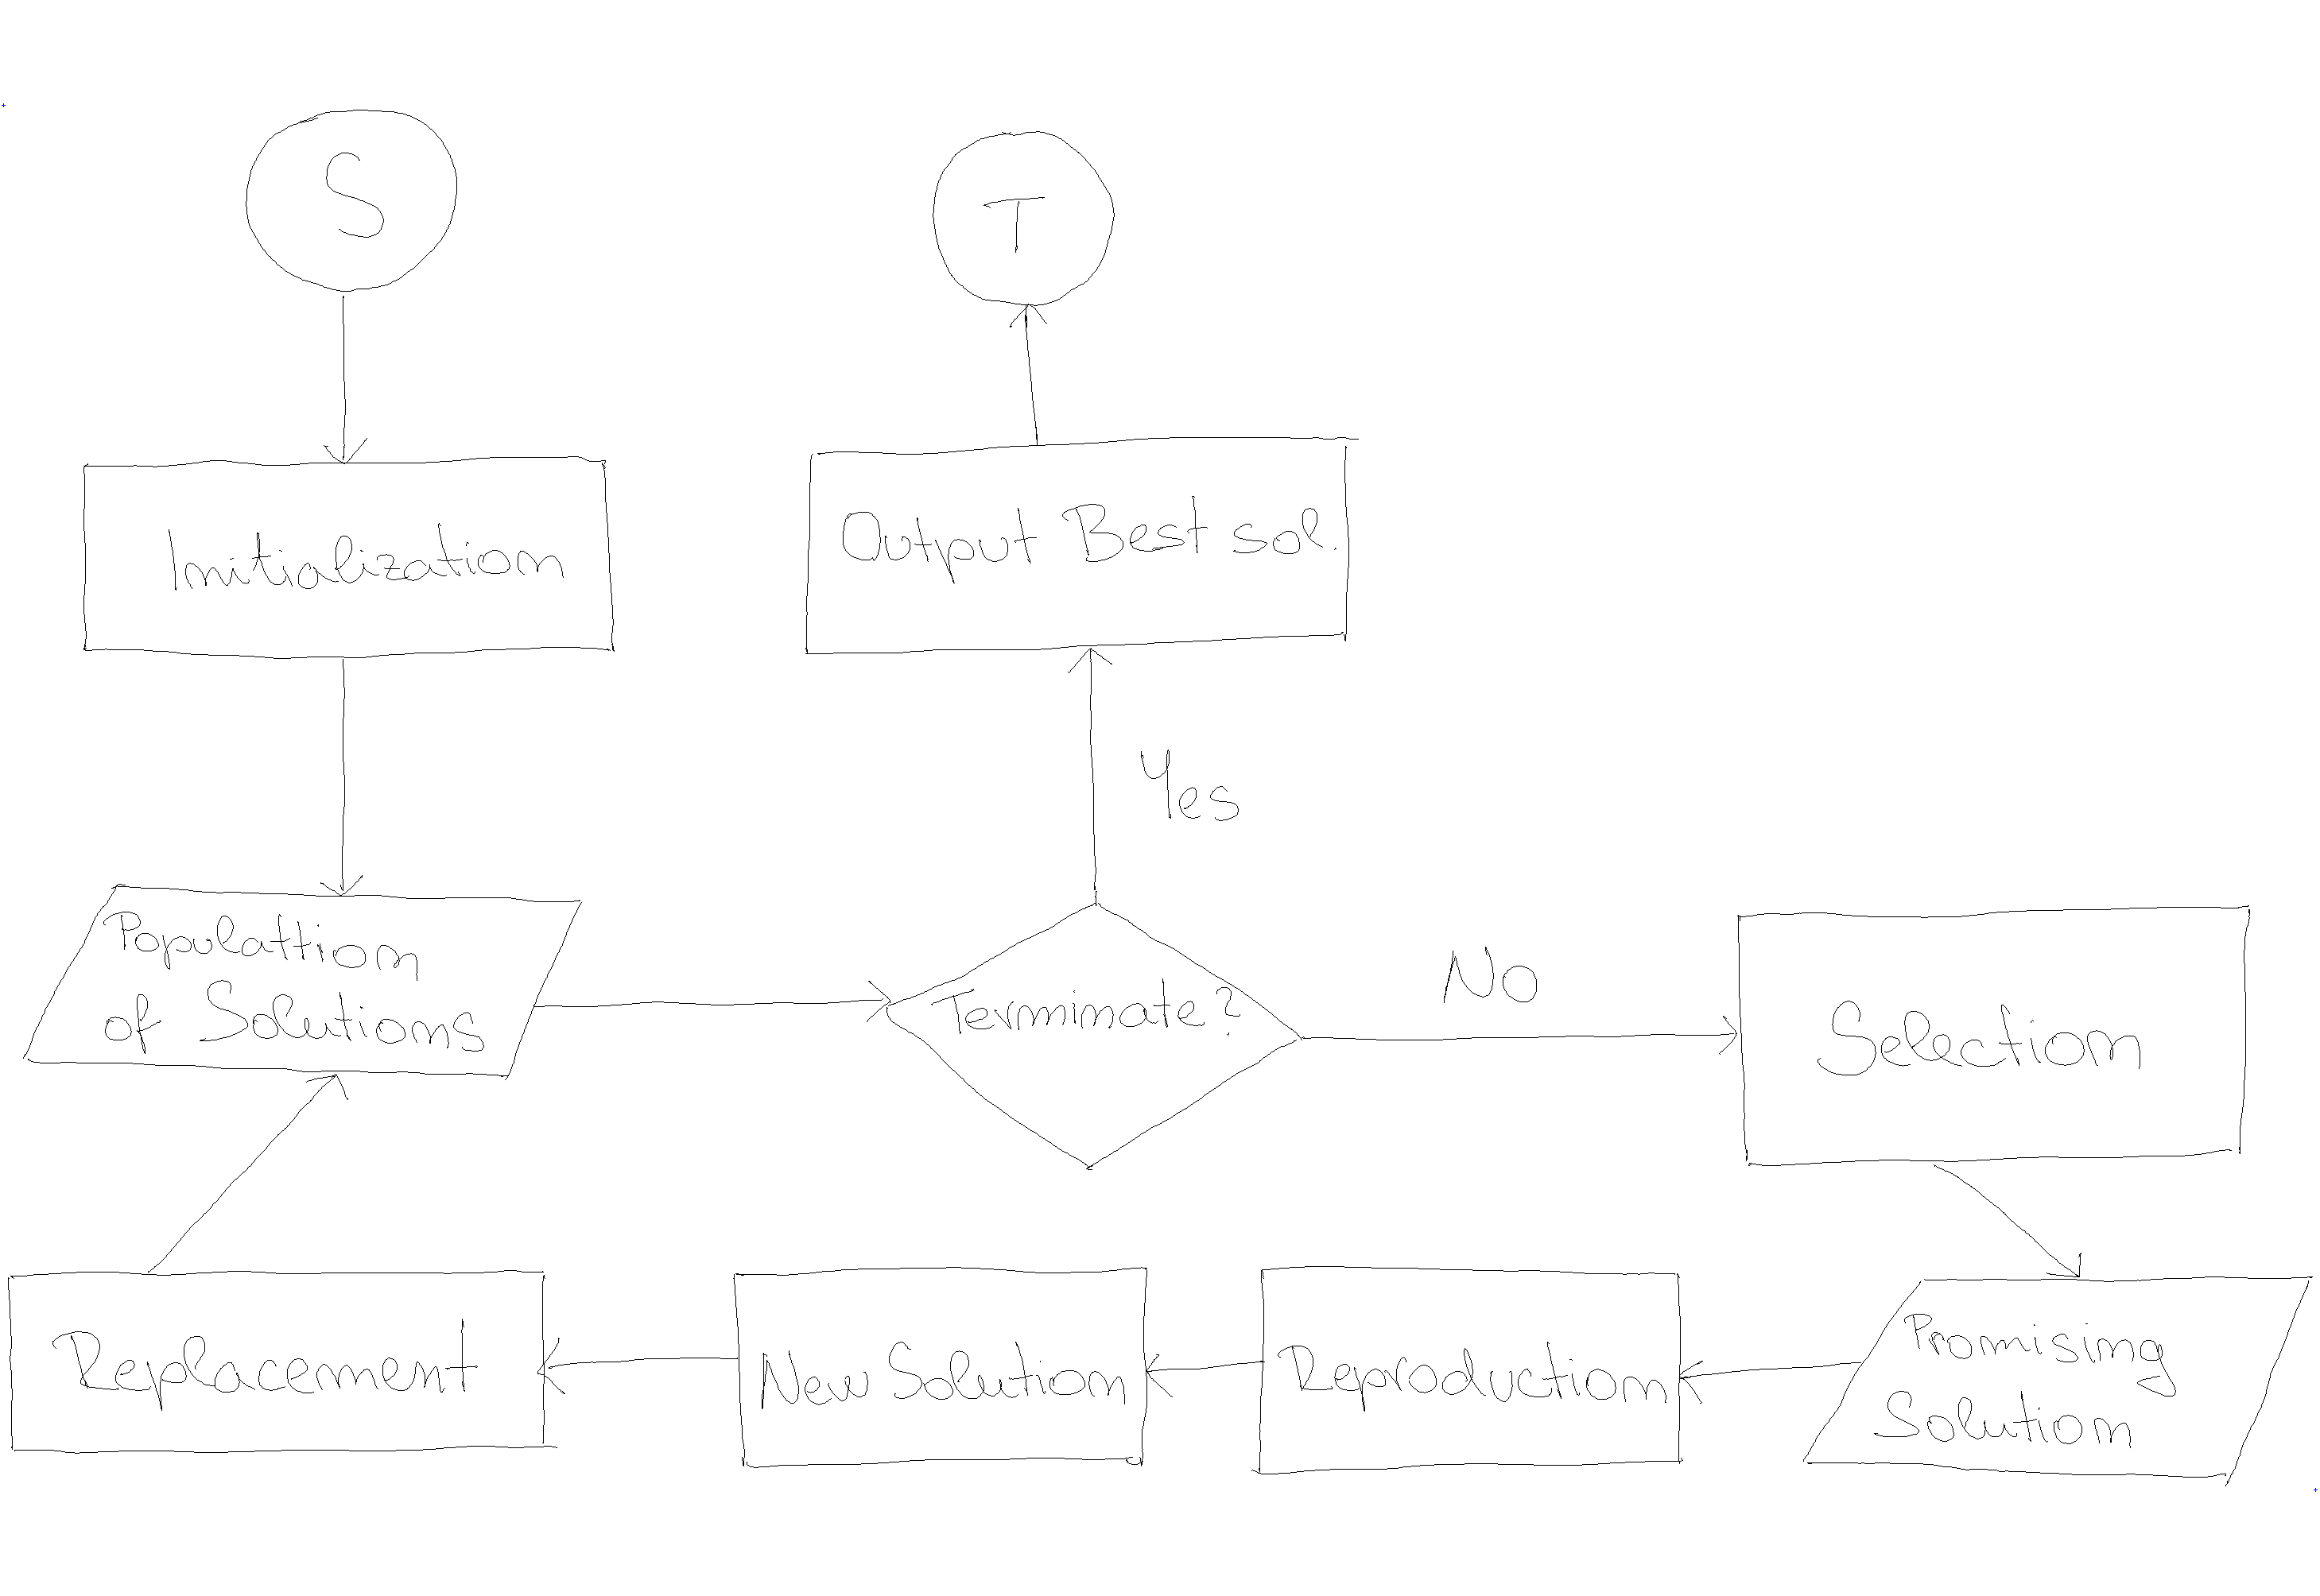 S
T
Initialization
Output Best sol.
Yes
Populattion
of Solutions
Terminate?
No
Selection
Replacement
New Solution
Reproduction
Promising
Solution